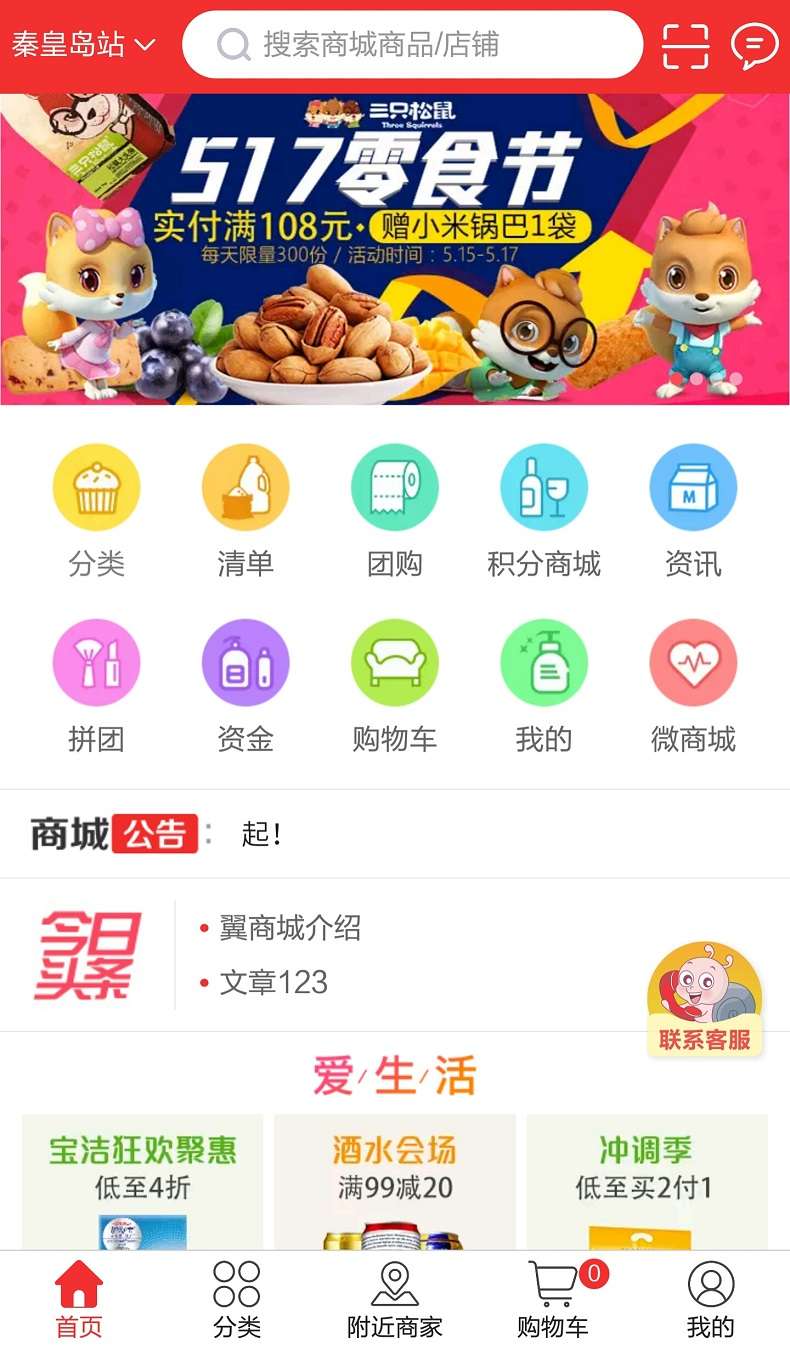 秦皇岛站
搜索商城商品/店铺
三只松鼠
Three Squirrels
三只松鼠
517零食节
实付满108元·赠小米锅巴1袋
每天限量300份 / 活动时间：5.15-5.17
分类 清单 团购 积分商城 资讯
M
拼团 资金 购物车 我的 微商城
商城公告： 起！
今日头条
翼商城介绍
文章123
联系客服
爱/生/活
宝洁狂欢聚惠 酒水会场 冲调季
低至4折 满99减20 低至买2付1
0
首页 分类 附近商家 购物车 我的